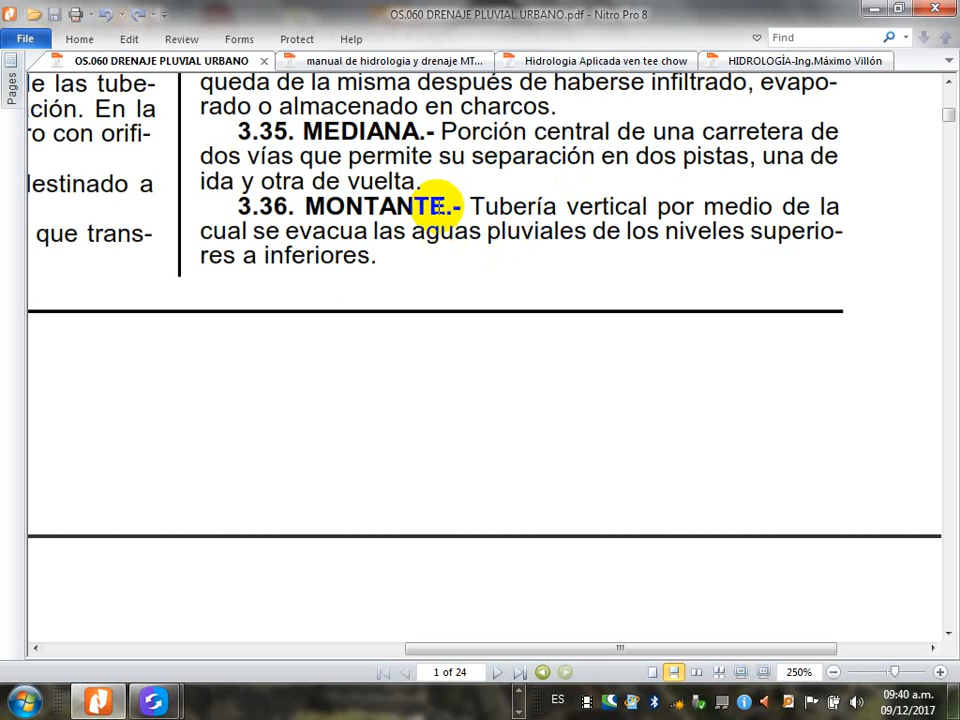 OS.060 DRENAJE PLUVIAL URBANO.pdf - Nitro Pro 8
File Home Edit Review Forms Protect Help Find
OS.060 DRENAJE PLUVIAL URBANO manual de hidrologia y drenaje MT... Hidrologia Aplicada ven tee chow HIDROLOGÍA-Ing.Máximo Villón
Pages
e las tube-
ción. En la
ro con orifi-
lestinado a
que trans-
queda de la misma después de haberse infiltrado, evapo-
rado o almacenado en charcos.
3.35. MEDIANA.- Porción central de una carretera de
dos vías que permite su separación en dos pistas, una de
ida y otra de vuelta.
3.36. MONTANTE.- Tubería vertical por medio de la
cual se evacua las aguas pluviales de los niveles superio-
res a inferiores.
1 of 24 250%
ES 09:40 a.m.
09/12/2017